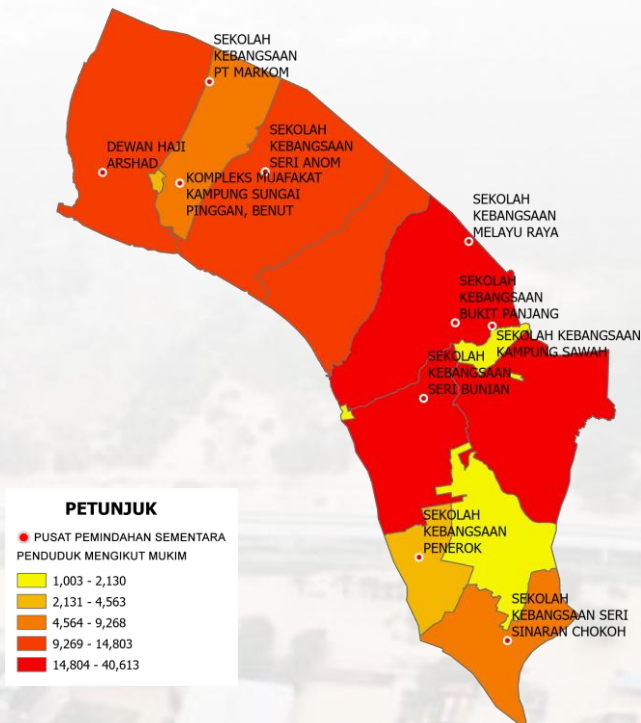 SEKOLAH
KEBANGSAAN
PT MARKOM
DEWAN HAJI
ARSHAD
SEKOLAH
KEBANGSAAN
SERI ANOM
KOMPLEKS MUAFAKAT
KAMPUNG SUNGAI
PINGGAN, BENUT
SEKOLAH
KEBANGSAAN
MELAYU RAYA
SEKOLAH
KEBANGSAAN
BUKIT PANJANG
SEKOLAH KEBANGSAAN
KAMPUNG SAWAH
SEKOLAH
KEBANGSAAN
SERI BUNIAN
SEKOLAH
KEBANGSAAN
PENEROK
SEKOLAH
KEBANGSAAN SERI
SINARAN CHOKOH
PETUNJUK
PUSAT PEMINDAHAN SEMENTARA
PENDUDUK MENGIKUT MUKIM
1,003 - 2,130
2,131 - 4,563
4,564 - 9,268
9,269 - 14,803
14,804 - 40,613